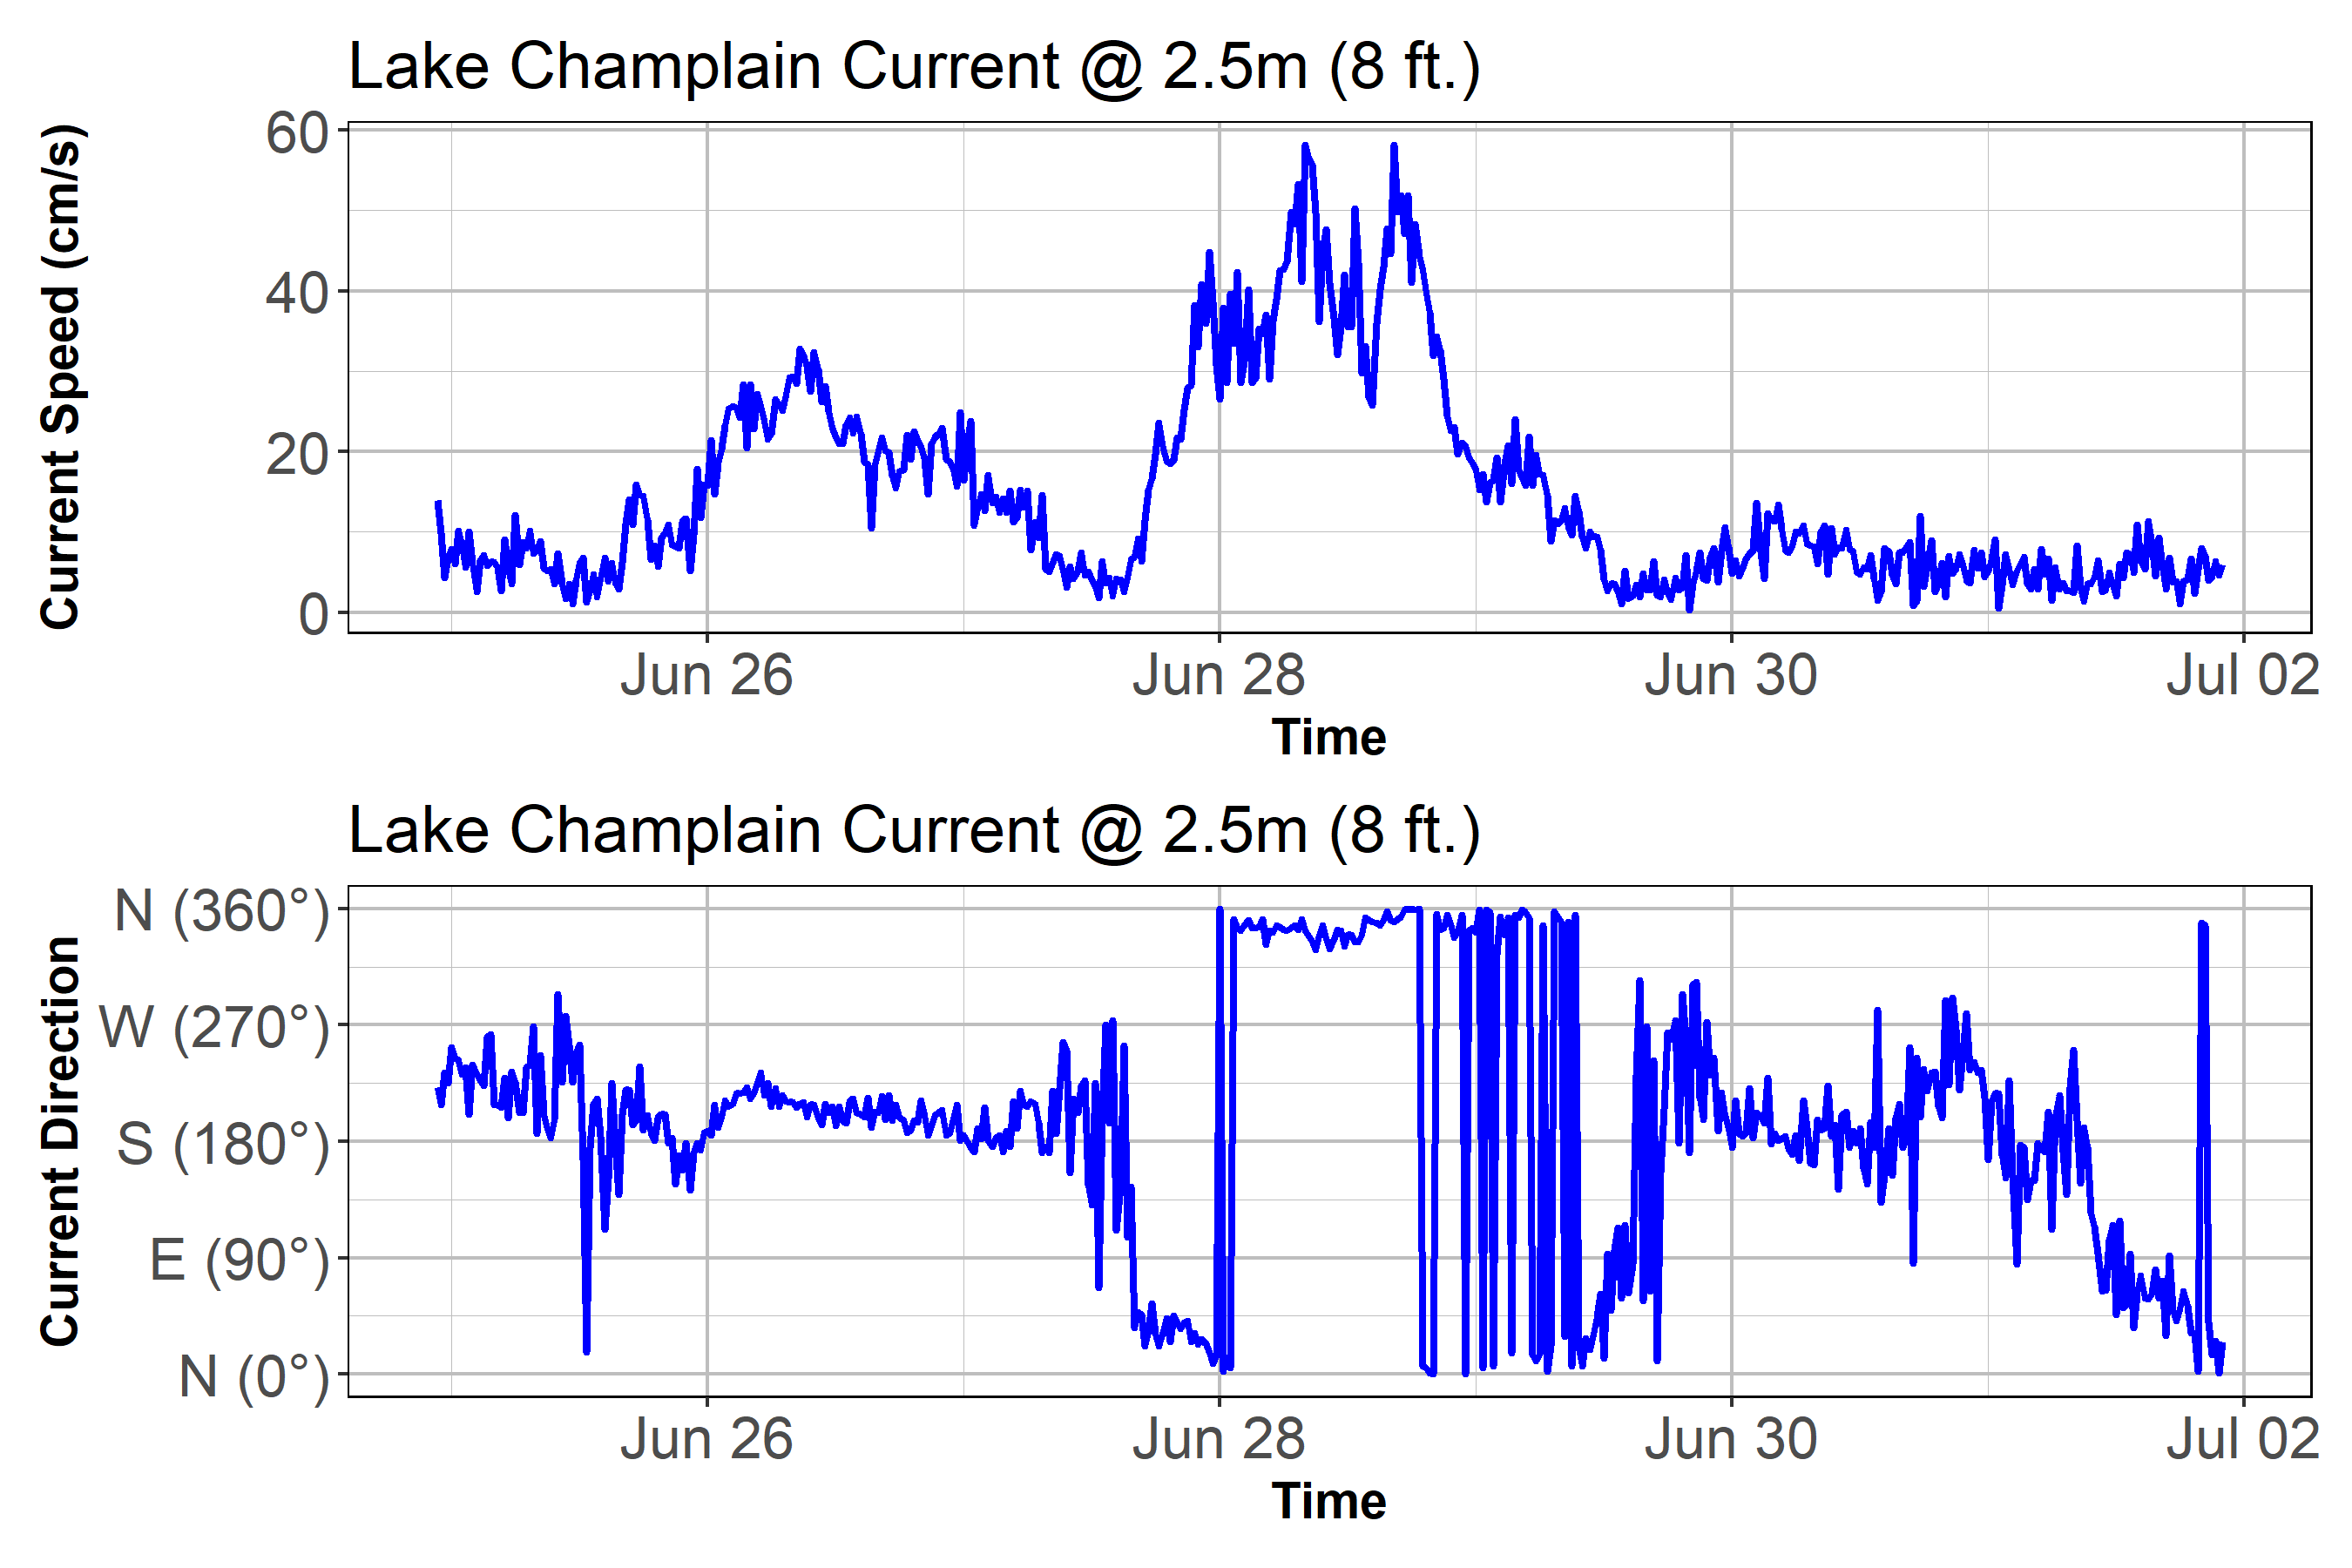 Lake Champlain Current @ 2.5m (8 ft.)
Current Speed (cm/s)
60
40
20
0
Jun 26 Jun 28 Jun 30 Jul 02
Time
Lake Champlain Current @ 2.5m (8 ft.)
Current Direction
N (360°)
W (270°)
S (180°)
E (90°)
N (0°)
Jun 26 Jun 28 Jun 30 Jul 02
Time